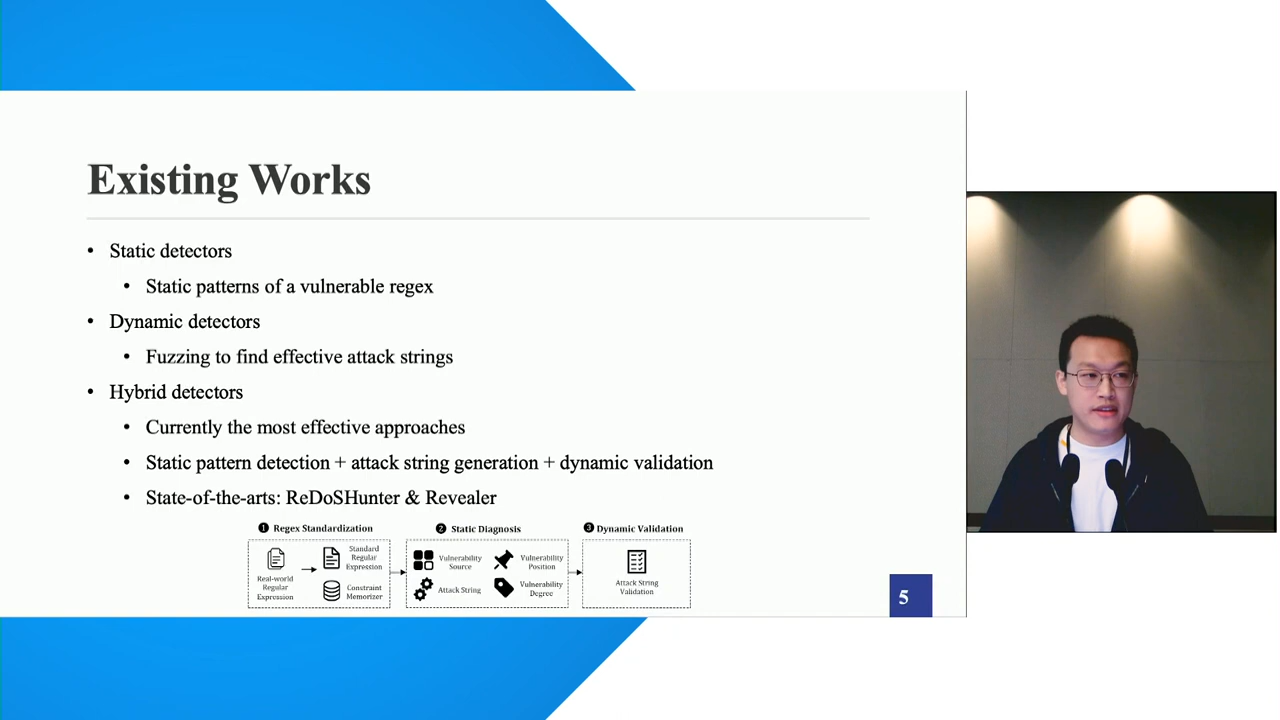 Existing Works
• Static detectors
• Static patterns of a vulnerable regex
• Dynamic detectors
• Fuzzing to find effective attack strings
• Hybrid detectors
• Currently the most effective approaches
• Static pattern detection + attack string generation + dynamic validation
• State-of-the-arts: ReDoSHunter & Revealer
1 Regex Standardization
Real-world
Regular
Expression
Standard
Regular
Expression
Constraint
Memorizer
2 Static Diagnosis
Vulnerability
Source
Vulnerability
Position
Attack String
Vulnerability
Degree
3 Dynamic Validation
Attack String
Validation
5